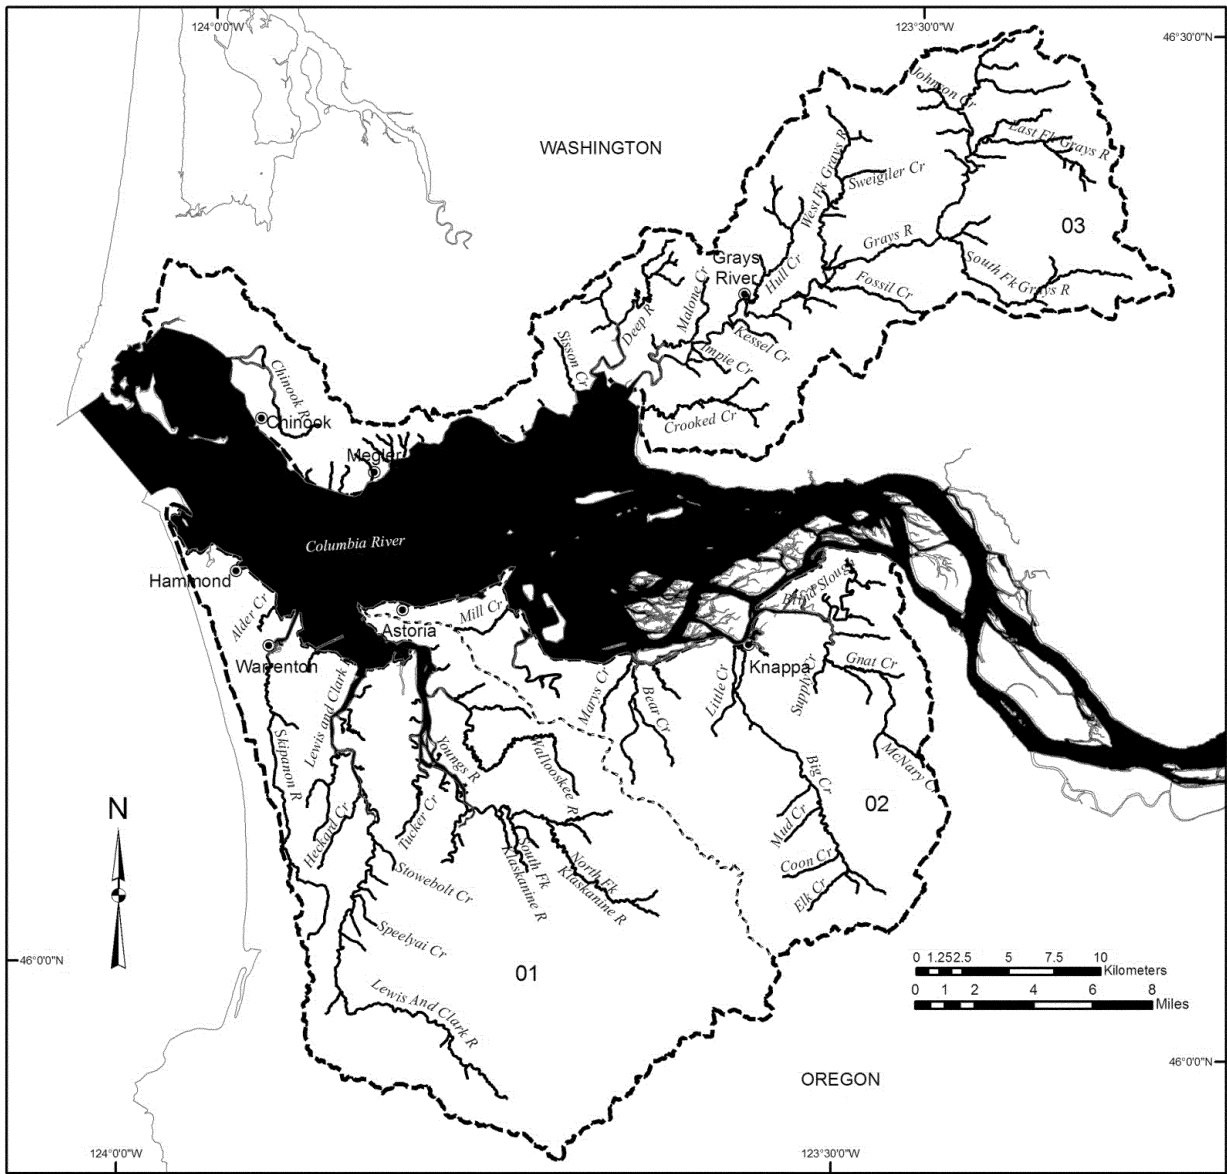 124°0'0"W
123°30'0"W
46°30'0"N
WASHINGTON
Johnson Cr
East Fk Grays R
West Fk Grays R
Sweigiler Cr
03
Grays R
South Fk Grays R
Grays
River
Hull Cr
Fossil Cr
Malone Cr
Deep R
Kessel Cr
Impie Cr
Sisson Cr
Crooked Cr
Chinook R
Chinook
Megler
Columbia River
Hammond
Alder Cr
Astoria
Mill Cr
Warrenton
Blind Slough
Knappa
Gnat Cr
Supply Cr
Little Cr
Marys Cr
Bear Cr
Lewis and Clark R
Skipanon R
Youngs R
Wallooskee R
Big Cr
McNary Cr
02
Mud Cr
Coon Cr
Elk Cr
Tucker Cr
Heckard Cr
South Fk
Klaskanine R
North Fk
Klaskanine R
Stowebolt Cr
Speelyai Cr
N
01
Lewis And Clark R
46°0'0"N
0 1.25 2.5 5 7.5 10
Kilometers
0 1 2 4 6 8
Miles
46°0'0"N
OREGON
124°0'0"W
123°30'0"W